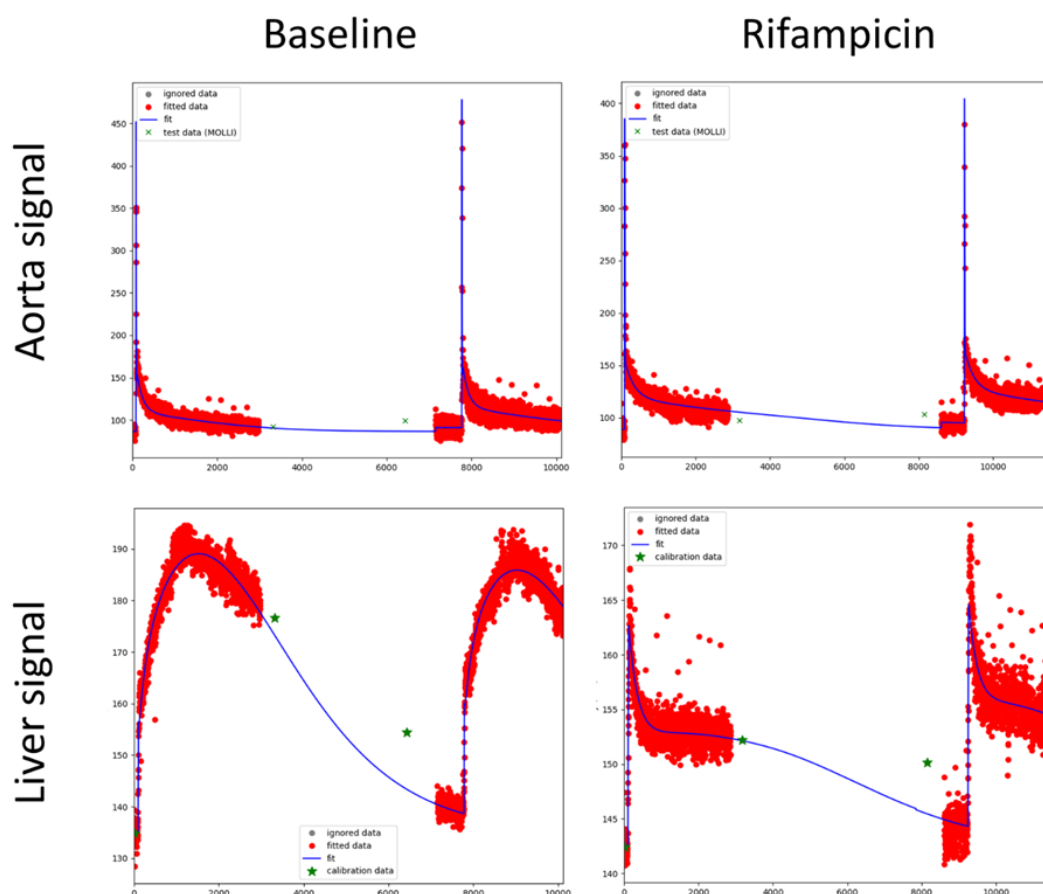 Baseline
Rifampicin
Aorta signal
ignored data
fitted data
fit
test data (MOLLI)
450
400
350
300
250
200
150
100
0 2000 4000 6000 8000 10000
ignored data
fitted data
fit
test data (MOLLI)
400
350
300
250
200
150
100
0 2000 4000 6000 8000 10000
Liver signal
190
180
170
160
150
140
130
ignored data
fitted data
fit
calibration data
0 2000 4000 6000 8000 10000
ignored data
fitted data
fit
calibration data
170
165
160
155
150
145
140
0 2000 4000 6000 8000 10000